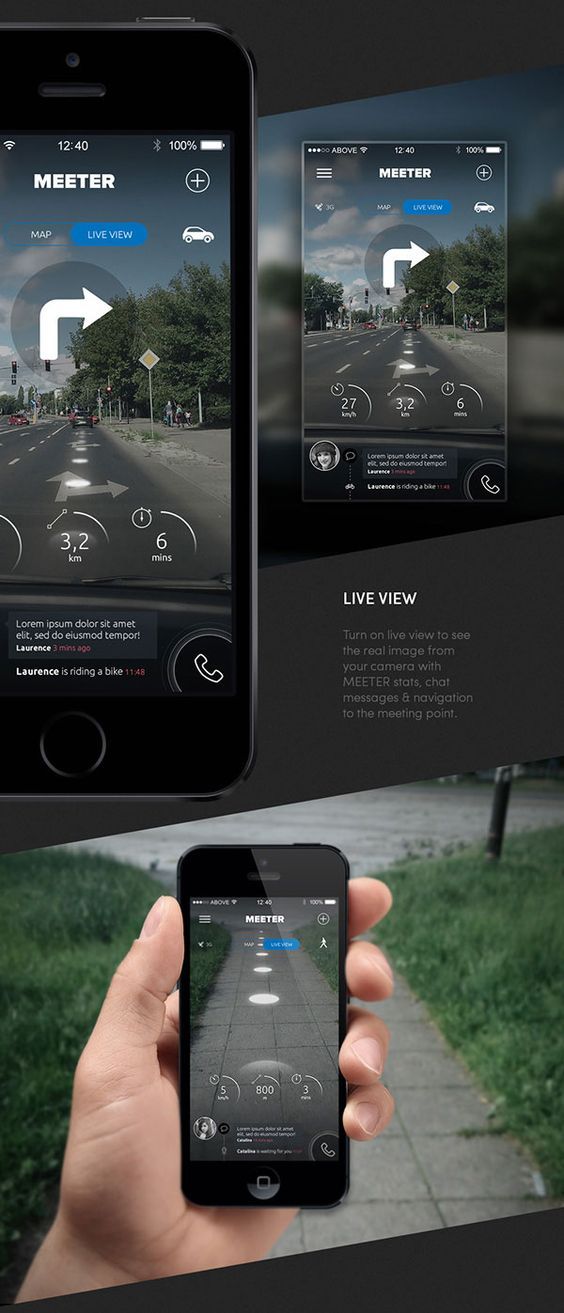 12:40
100%
MEETER
MAP
LIVE VIEW
3,2
km
6
mins
Lorem ipsum dolor sit amet
elit, sed do eiusmod tempor!
Laurence 3 mins ago
Laurence is riding a bike 11:48
ABOVE
12:40
100%
MEETER
3G
MAP
LIVE VIEW
27
km/h
3,2
km
6
mins
Lorem ipsum dolor sit amet,
elit, sed do eiusmod tempor!
Laurence 3 mins ago
Laurence is riding a bike 11:48
LIVE VIEW
Turn on live view to see
the real image from
your camera with
MEETER stats, chat
messages & navigation
to the meeting point.
ABOVE
12:40
100%
MEETER
3G
MAP
LIVE VIEW
5
km/h
800
m
3
mins
Lorem ipsum dolor sit amet,
elit, sed do eiusmod tempor!
Catalina
mins ago
Catalina is waiting for you